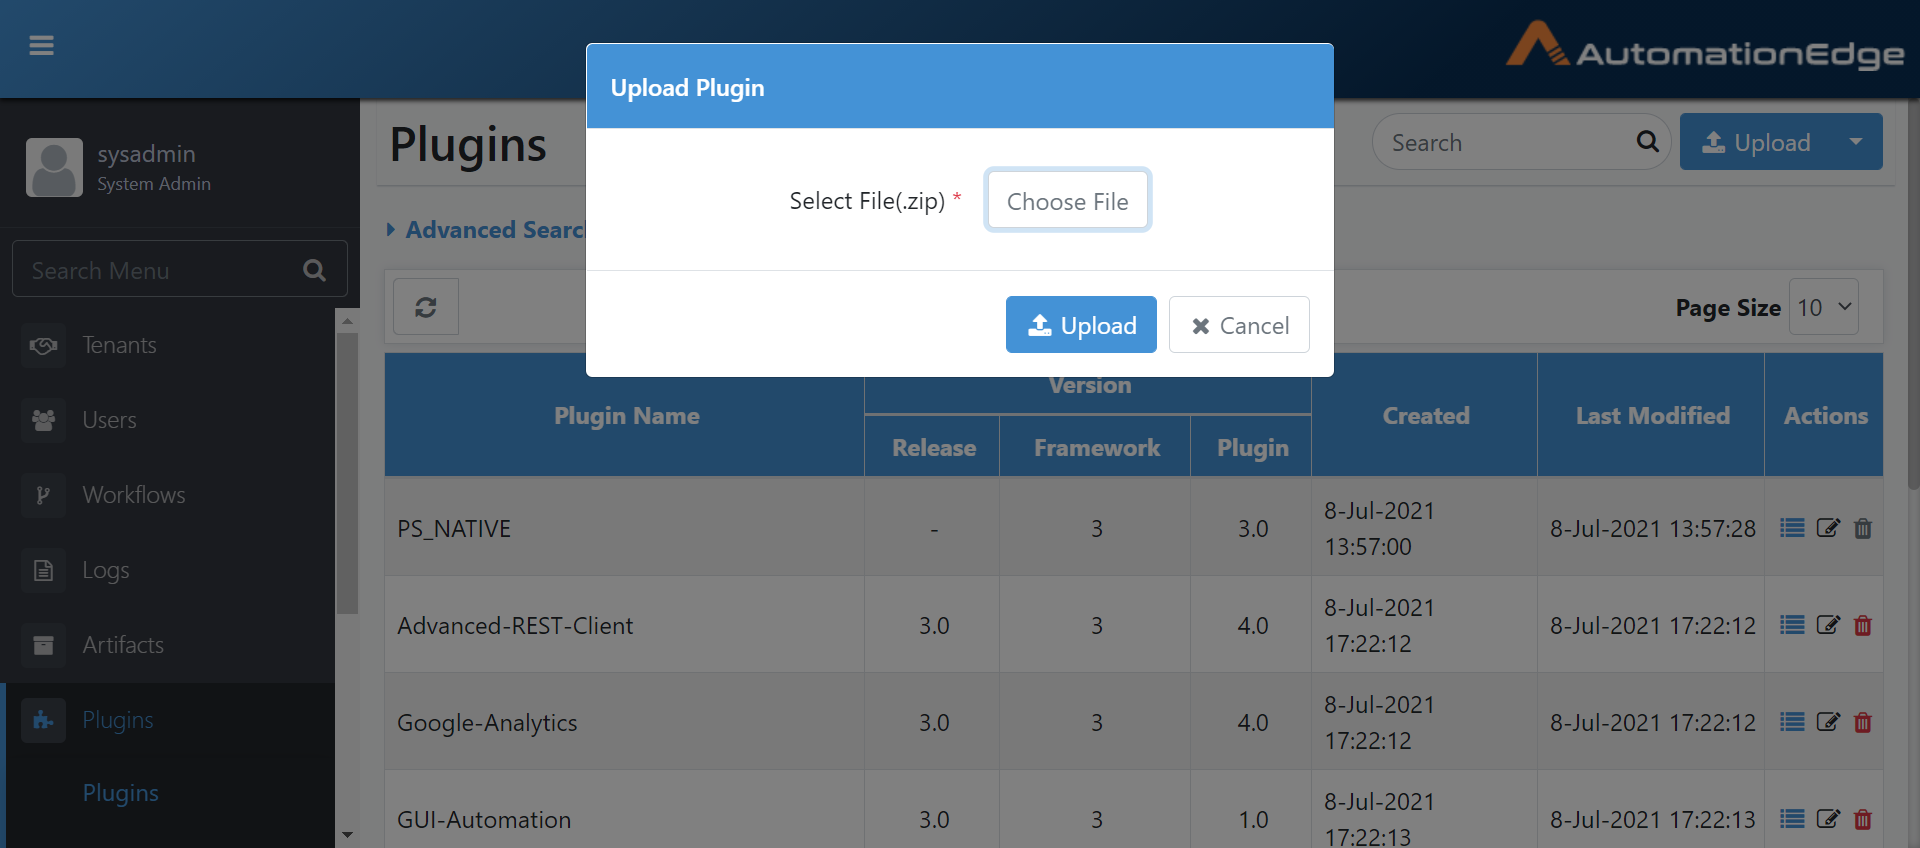 AutomationEdge
Upload Plugin
Select File(.zip) *
Choose File
Upload
Cancel
sysadmin
System Admin
Search Menu
Tenants
Users
Workflows
Logs
Artifacts
Plugins
Plugins
Plugins
Search
Upload
Advanced Searc
Page Size 10
Plugin Name
Version
Created
Last Modified
Actions
Release
Framework
Plugin
PS_NATIVE - 3 3.0 8-Jul-2021 13:57:00 8-Jul-2021 13:57:28
Advanced-REST-Client 3.0 3 4.0 8-Jul-2021 17:22:12 8-Jul-2021 17:22:12
Google-Analytics 3.0 3 4.0 8-Jul-2021 17:22:12 8-Jul-2021 17:22:12
GUI-Automation 3.0 3 1.0 8-Jul-2021 17:22:13 8-Jul-2021 17:22:13